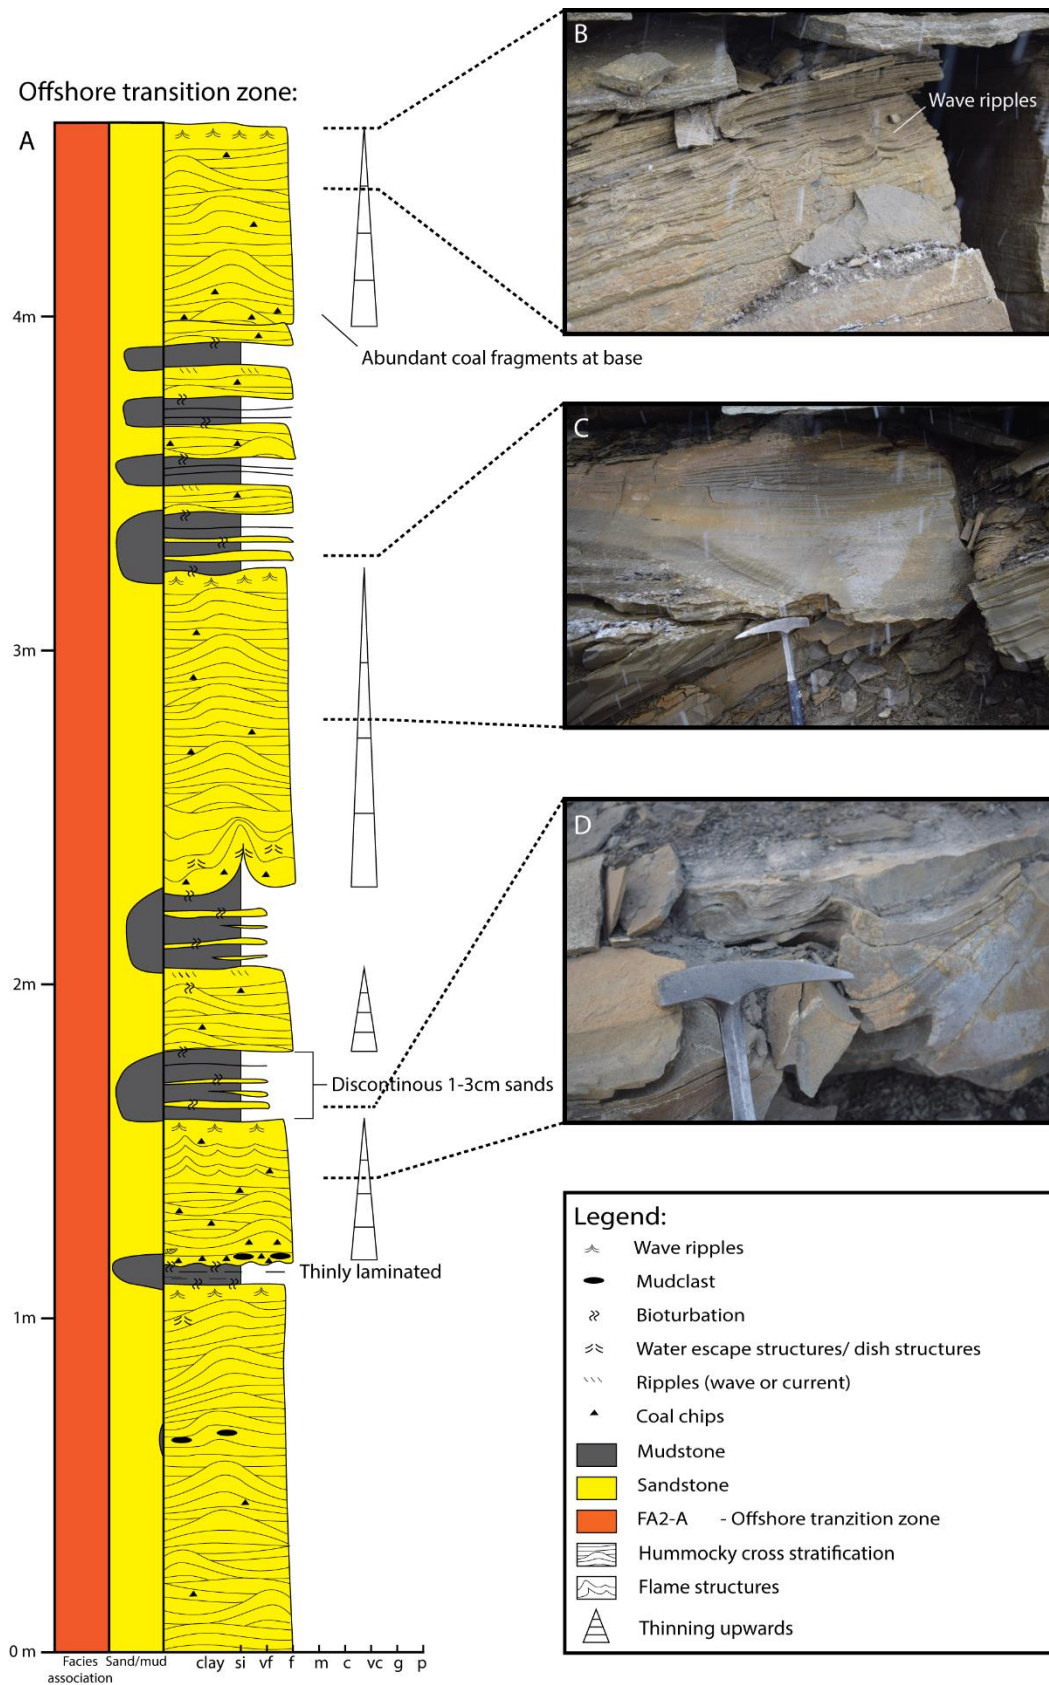 Offshore transition zone:
A
4m
3m
2m
1m
0 m
Abundant coal fragments at base
Discontinous 1-3cm sands
Thinly laminated
Facies
association
Sand/mud
clay si vf f m c vc g p
B
Wave ripples
C
D
Legend:
Wave ripples
Mudclast
Bioturbation
Water escape structures/ dish structures
Ripples (wave or current)
Coal chips
Mudstone
Sandstone
FA2-A - Offshore tranzition zone
Hummocky cross stratification
Flame structures
Thinning upwards